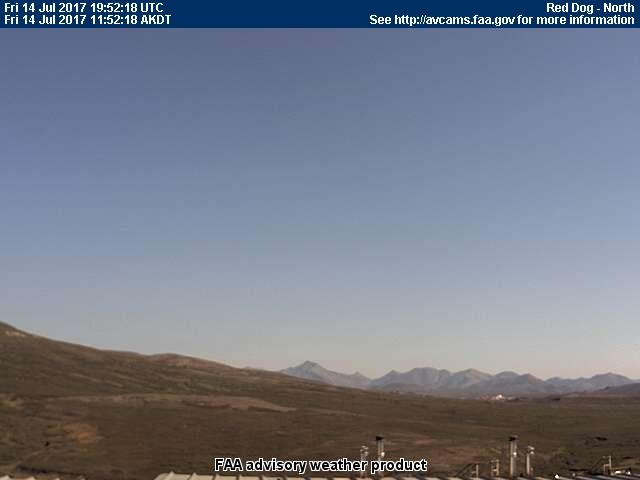 Fri 14 Jul 2017 19:52:18 UTC
Red Dog - North
Fri 14 Jul 2017 11:52:18 AKDT
See http://avcams.faa.gov for more information
FAA advisory weather product